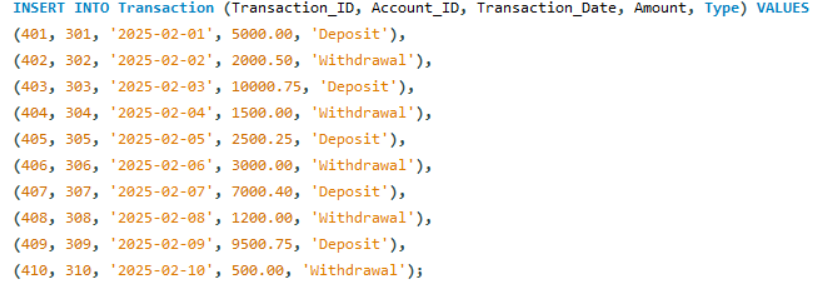 INSERT INTO Transaction (Transaction_ID, Account_ID, Transaction_Date, Amount, Type) VALUES
(401, 301, '2025-02-01', 5000.00, 'Deposit'),
(402, 302, '2025-02-02', 2000.50, 'Withdrawal'),
(403, 303, '2025-02-03', 10000.75, 'Deposit'),
(404, 304, '2025-02-04', 1500.00, 'Withdrawal'),
(405, 305, '2025-02-05', 2500.25, 'Deposit'),
(406, 306, '2025-02-06', 3000.00, 'Withdrawal'),
(407, 307, '2025-02-07', 7000.40, 'Deposit'),
(408, 308, '2025-02-08', 1200.00, 'Withdrawal'),
(409, 309, '2025-02-09', 9500.75, 'Deposit'),
(410, 310, '2025-02-10', 500.00, 'Withdrawal');